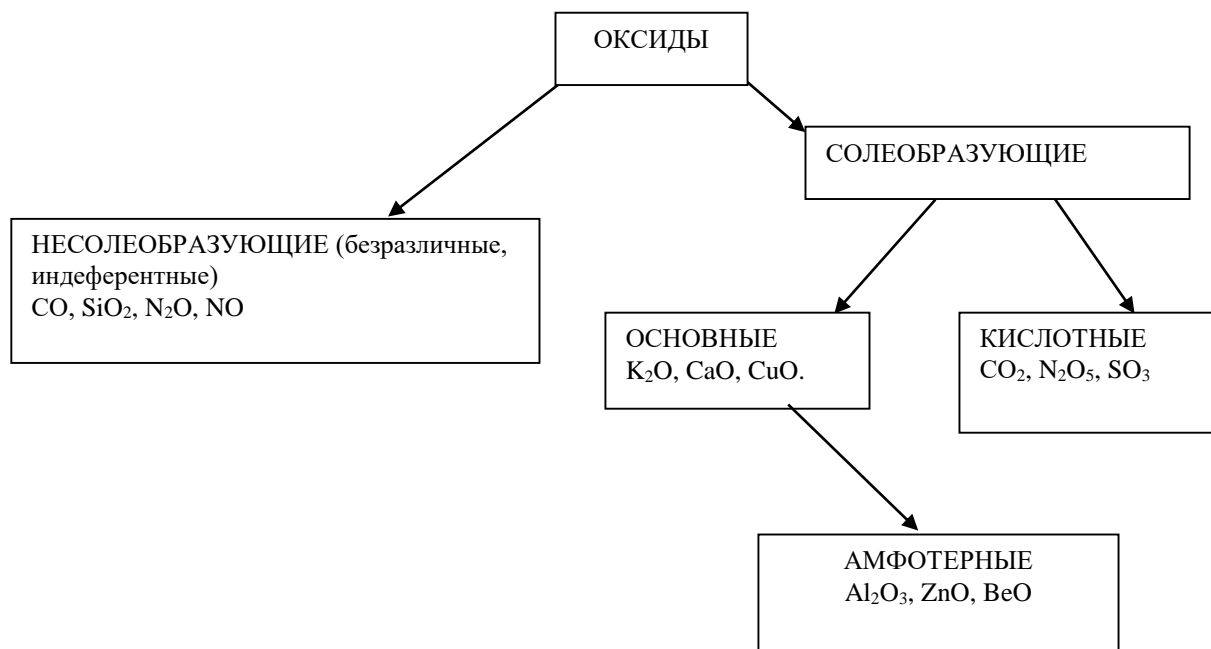 ОКСИДЫ
СОЛЕОБРАЗУЮЩИЕ
НЕСОЛЕОБРАЗУЮЩИЕ (безразличные,
индеферентные)
CO, SiO₂, N₂O, NO
ОСНОВНЫЕ
K₂O, CaO, CuO.
КИСЛОТНЫЕ
CO₂, N₂O₅, SO₃
АМФОТЕРНЫЕ
Al₂O₃, ZnO, BeO